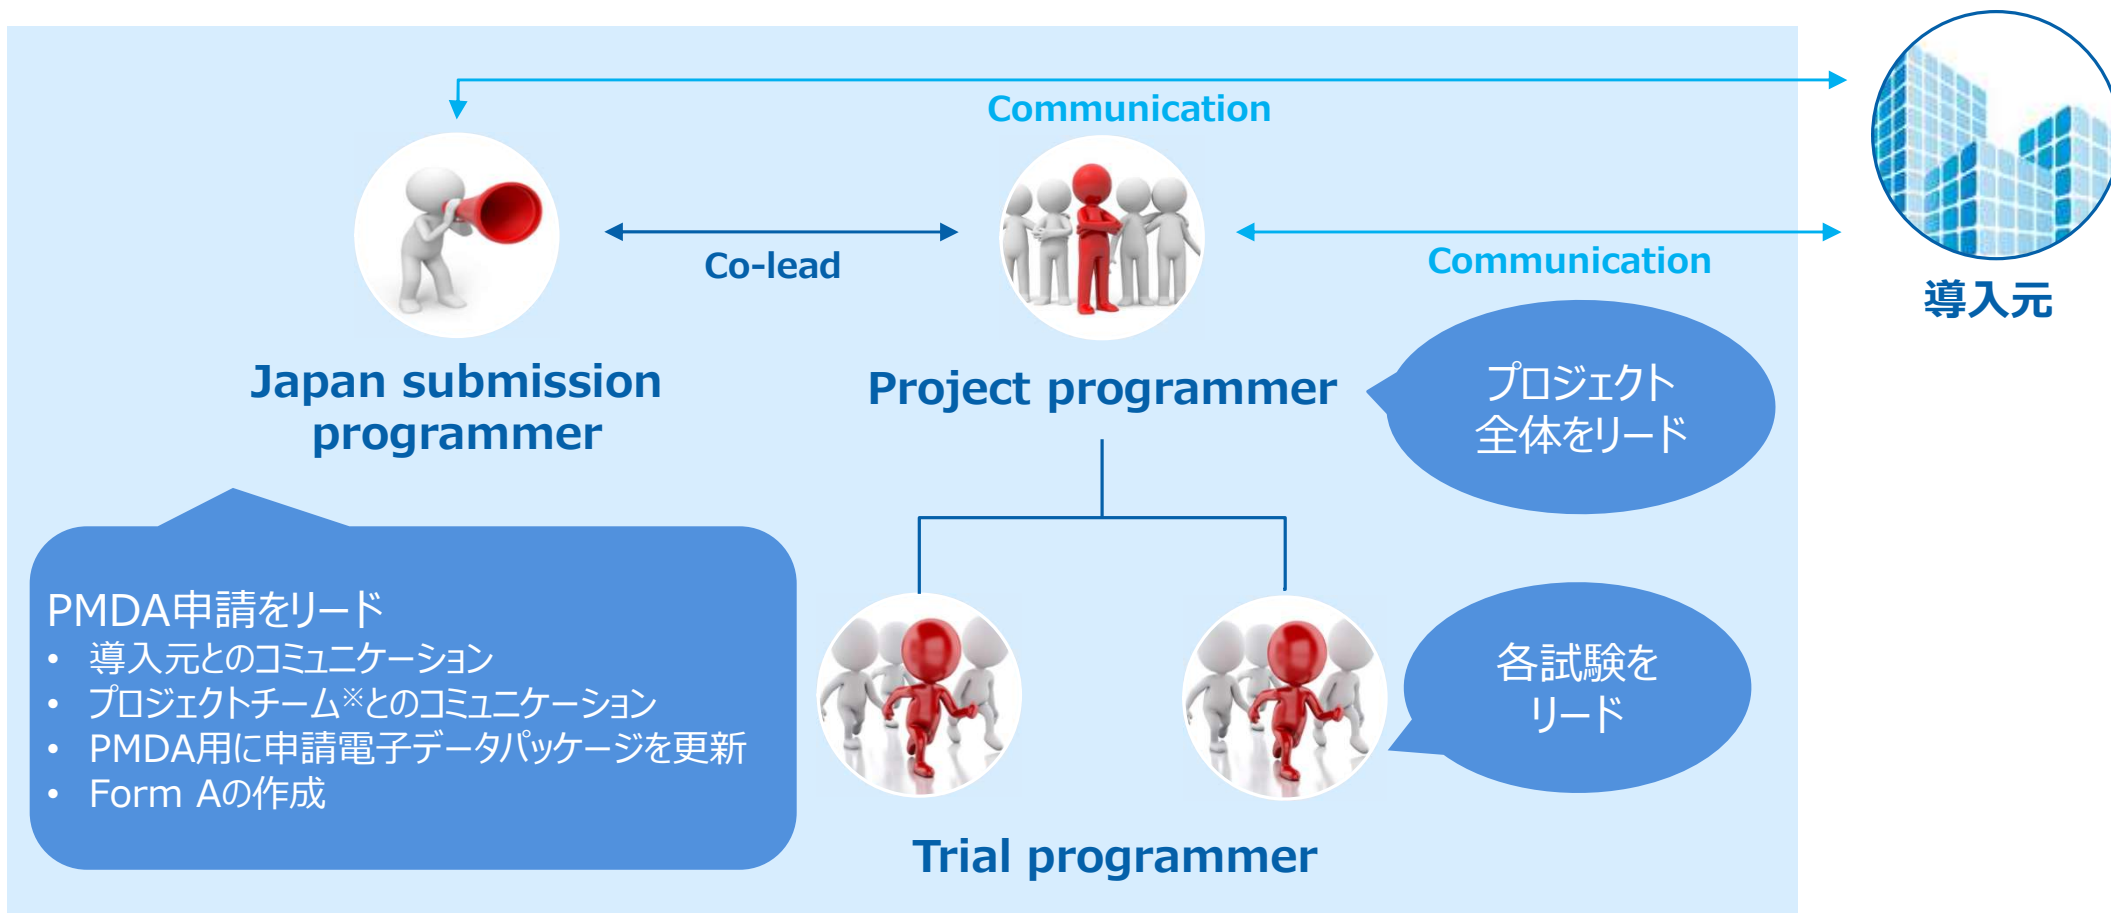 Communication
Co-lead
Communication
導入元
Japan submission
programmer
Project programmer
プロジェクト
全体をリード
PMDA申請をリード
• 導入元とのコミュニケーション
• プロジェクトチーム※とのコミュニケーション
• PMDA用に申請電子データパッケージを更新
• Form Aの作成
各試験を
リード
Trial programmer